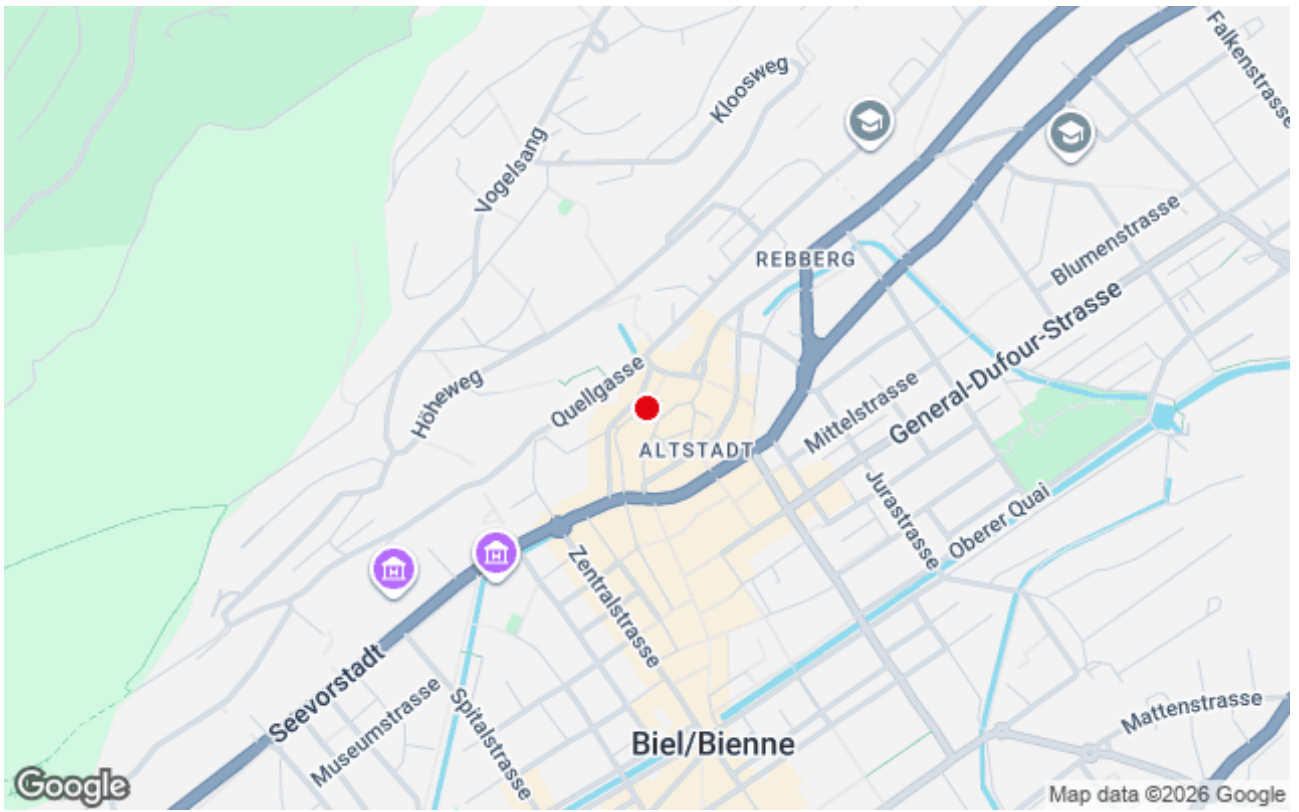 Falkenstrasse
Kloosweg
Vogelsang
Blumenstrasse
REBBERG
General-Dufour-Strasse
Höheweg
Quellgasse
Mittelstrasse
ALTSTADT
Jurastrasse
Oberer Quai
Zentralstrasse
Seevorstadt
Museumstrasse
Spitalstrasse
Mattenstrasse
Biel/Bienne
Google
Map data ©2026 Google